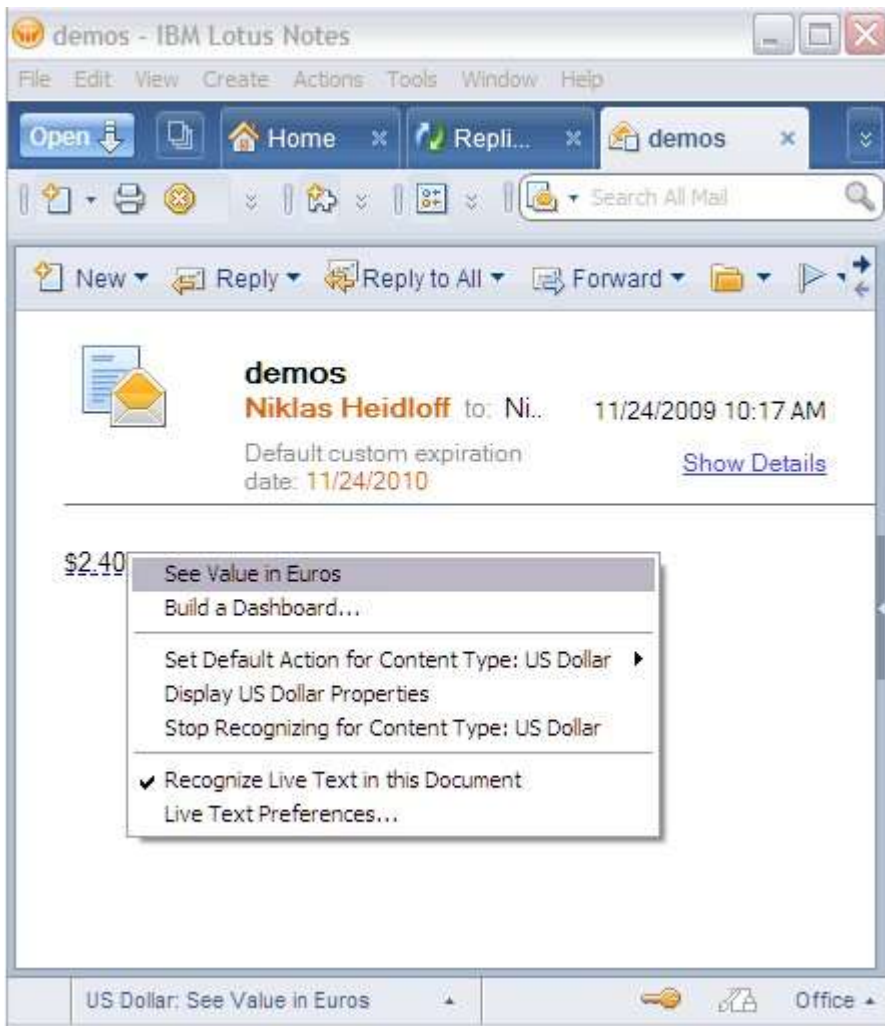 demos - IBM Lotus Notes
File Edit View Create Actions Tools Window Help
Open Home Repli... demos
Search All Mail
New Reply Reply to All Forward
demos
Niklas Heidloff to: Ni.. 11/24/2009 10:17 AM
Default custom expiration
date: 11/24/2010
Show Details
$2.40
See Value in Euros
Build a Dashboard...
Set Default Action for Content Type: US Dollar
Display US Dollar Properties
Stop Recognizing for Content Type: US Dollar
Recognize Live Text in this Document
Live Text Preferences...
US Dollar: See Value in Euros Office